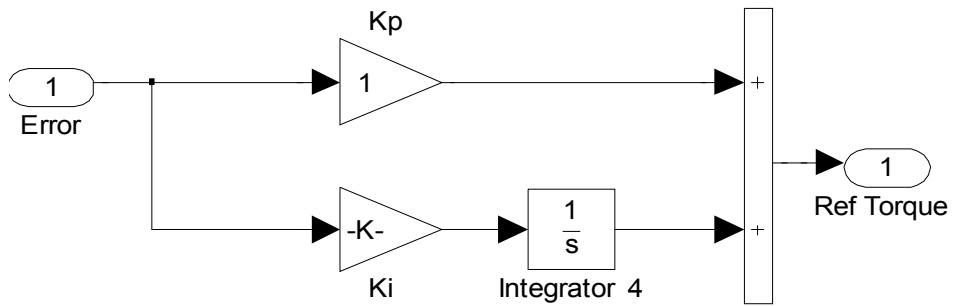 Kp
1
1
+
Error
1
-K-
1
s
+
Ref Torque
Ki
Integrator 4